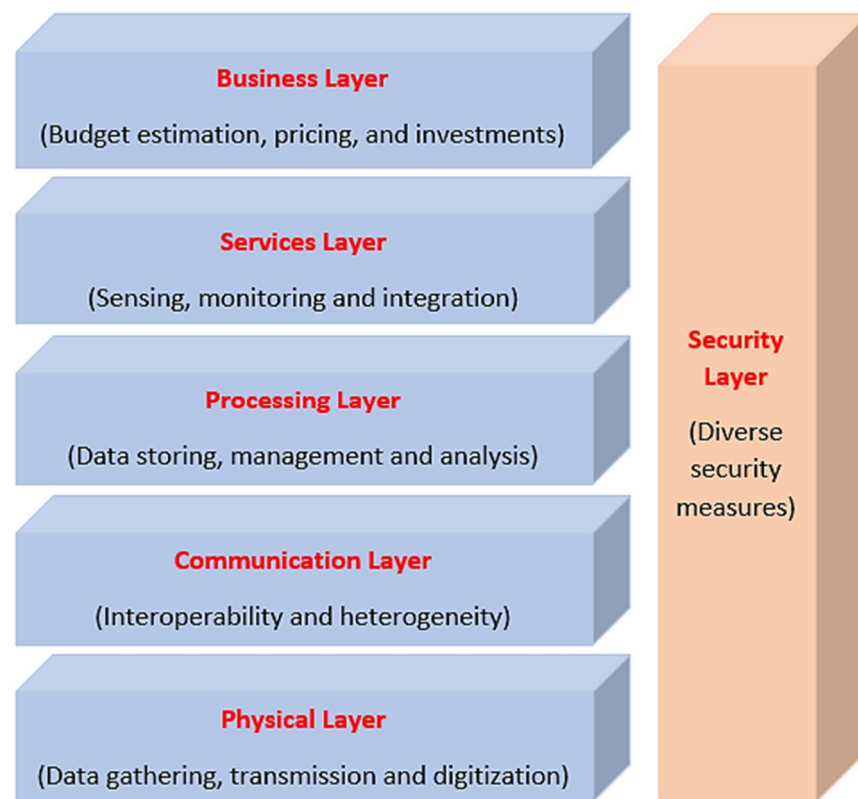 Business Layer
(Budget estimation, pricing, and investments)
Services Layer
(Sensing, monitoring and integration)
Processing Layer
(Data storing, management and analysis)
Communication Layer
(Interoperability and heterogeneity)
Physical Layer
(Data gathering, transmission and digitization)
Security
Layer
(Diverse
security
measures)